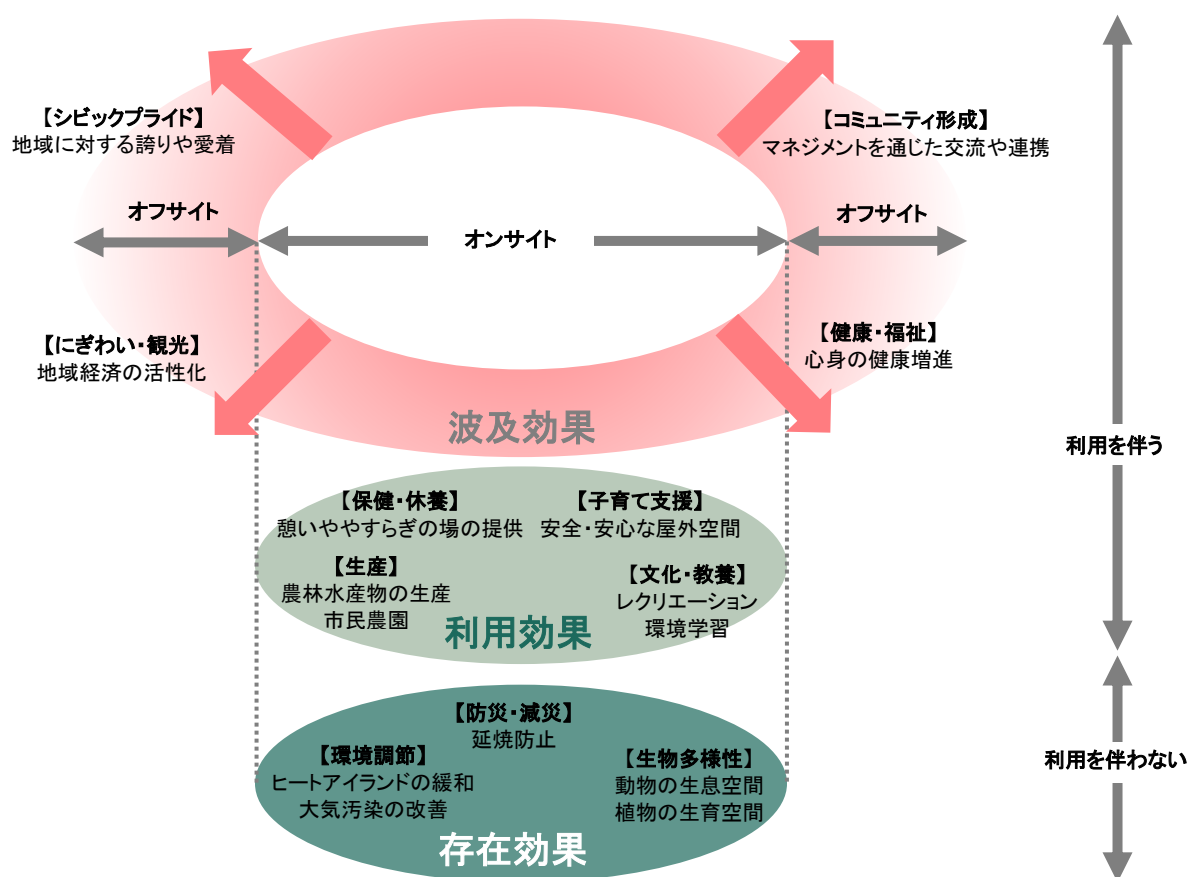 【シビックプライド】
地域に対する誇りや愛着
【コミュニティ形成】
マネジメントを通じた交流や連携
オフサイト
オンサイト
オフサイト
【にぎわい・観光】
地域経済の活性化
【健康・福祉】
心身の健康増進
波及効果
利用を伴う
【保健・休養】
憩いややすらぎの場の提供
【子育て支援】
安全・安心な屋外空間
【生産】
農林水産物の生産
市民農園
【文化・教養】
レクリエーション
環境学習
利用効果
【防災・減災】
延焼防止
【環境調節】
ヒートアイランドの緩和
大気汚染の改善
【生物多様性】
動物の生息空間
植物の生育空間
利用を伴わない
存在効果